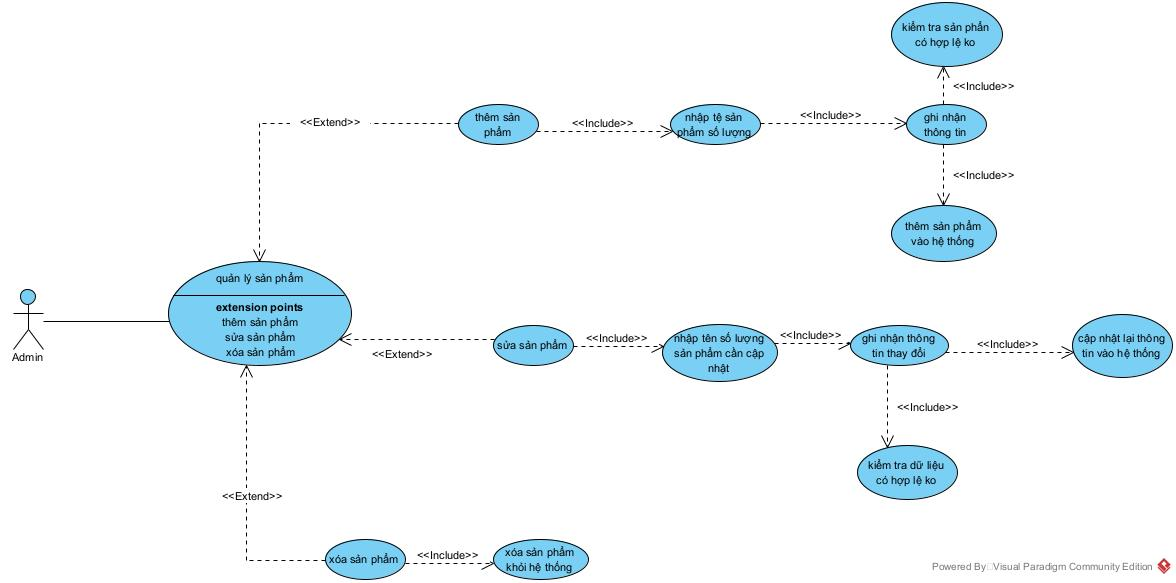 kiểm tra sản phẩn
có hợp lệ ko
<<Include>>
<<Extend>>
thêm sản
phẩm
<<Include>>
nhập tệ sản
phẩm số lượng
<<Include>>
ghi nhận
thông tin
<<Include>>
thêm sản phẩm
vào hệ thống
quản lý sản phẩm
extension points
thêm sản phẩm
sửa sản phẩm
xóa sản phẩm
Admin
<<Extend>>
sửa sản phẩm
<<Include>>
nhập tên số lượng
sản phẩm cần cập
nhật
<<Include>>
ghi nhận thông
tin thay đổi
<<Include>>
cập nhật lại thông
tin vào hệ thống
<<Include>>
kiểm tra dữ liệu
có hợp lệ ko
<<Extend>>
xóa sản phẩm
<<Include>>
xóa sản phẩm
khỏi hệ thống
Powered By Visual Paradigm Community Edition